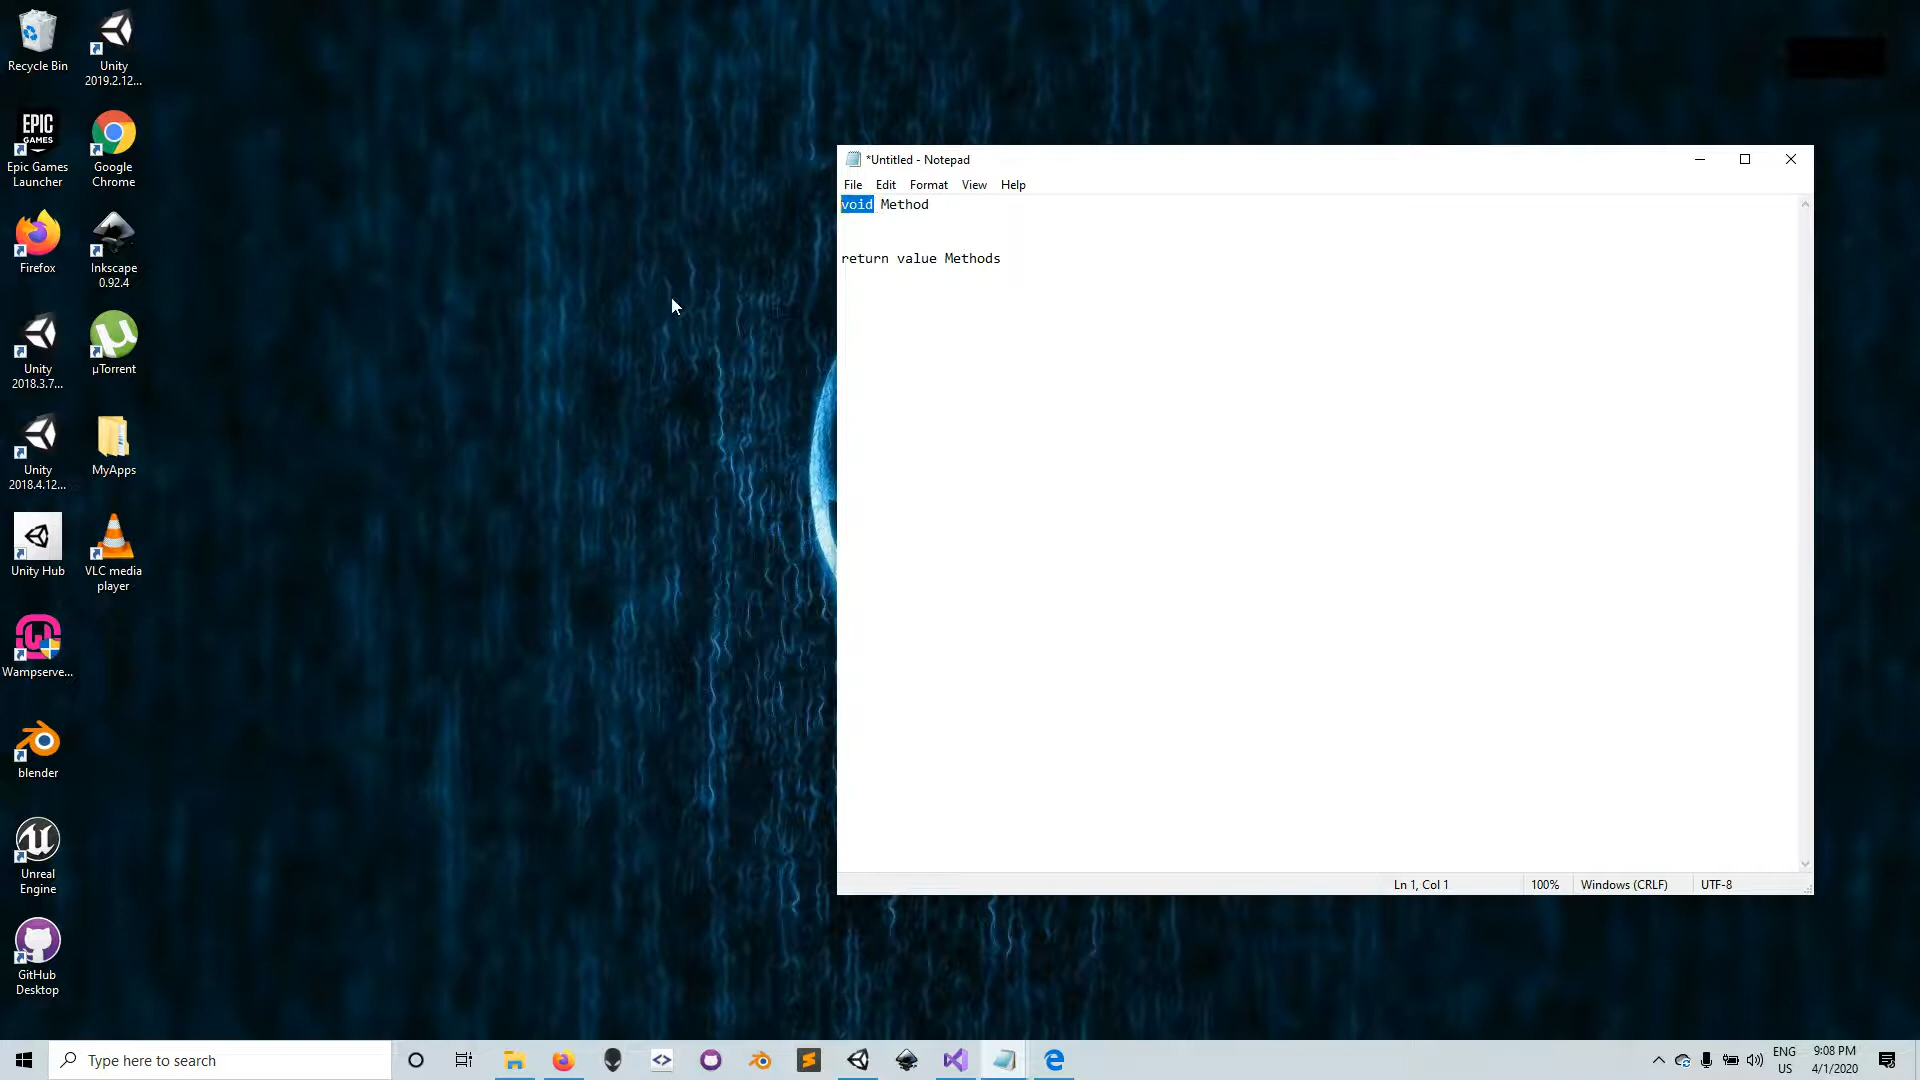 Recycle Bin
Unity
2019.2.12...
EPIC
GAMES
Epic Games
Launcher
Google
Chrome
Firefox
Inkscape
0.92.4
Unity
2018.3.7...
µTorrent
Unity
2018.4.12...
MyApps
Unity Hub
VLC media
player
Wampserve...
blender
Unreal
Engine
GitHub
Desktop
*Untitled - Notepad
File Edit Format View Help
void Method
return value Methods
Ln 1, Col 1 100% Windows (CRLF) UTF-8
Type here to search
ENG
US
9:08 PM
4/1/2020